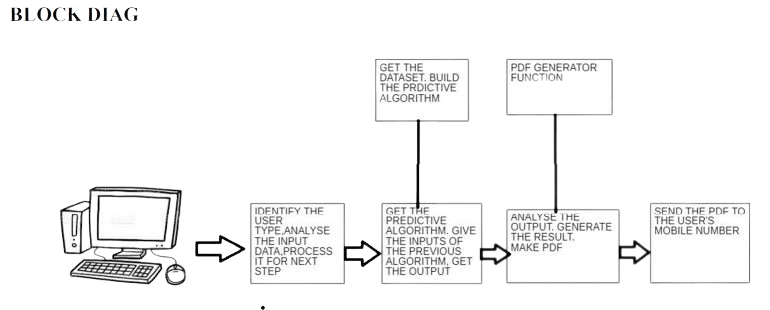 BLOCK DIAG
GET THE
DATASET. BUILD
THE PRDICTIVE
ALGORITHM
PDF GENERATOR
FUNCTION
IDENTIFY THE
USER
TYPE,ANALYSE
THE INPUT
DATA,PROCESS
IT FOR NEXT
STEP
GET THE
PREDICTIVE
ALGORITHM. GIVE
THE INPUTS OF
THE PREVIOUS
ALGORITHM, GET
THE OUTPUT
ANALYSE THE
OUTPUT. GENERATE
THE RESULT.
MAKE PDF
SEND THE PDF TO
THE USER'S
MOBILE NUMBER